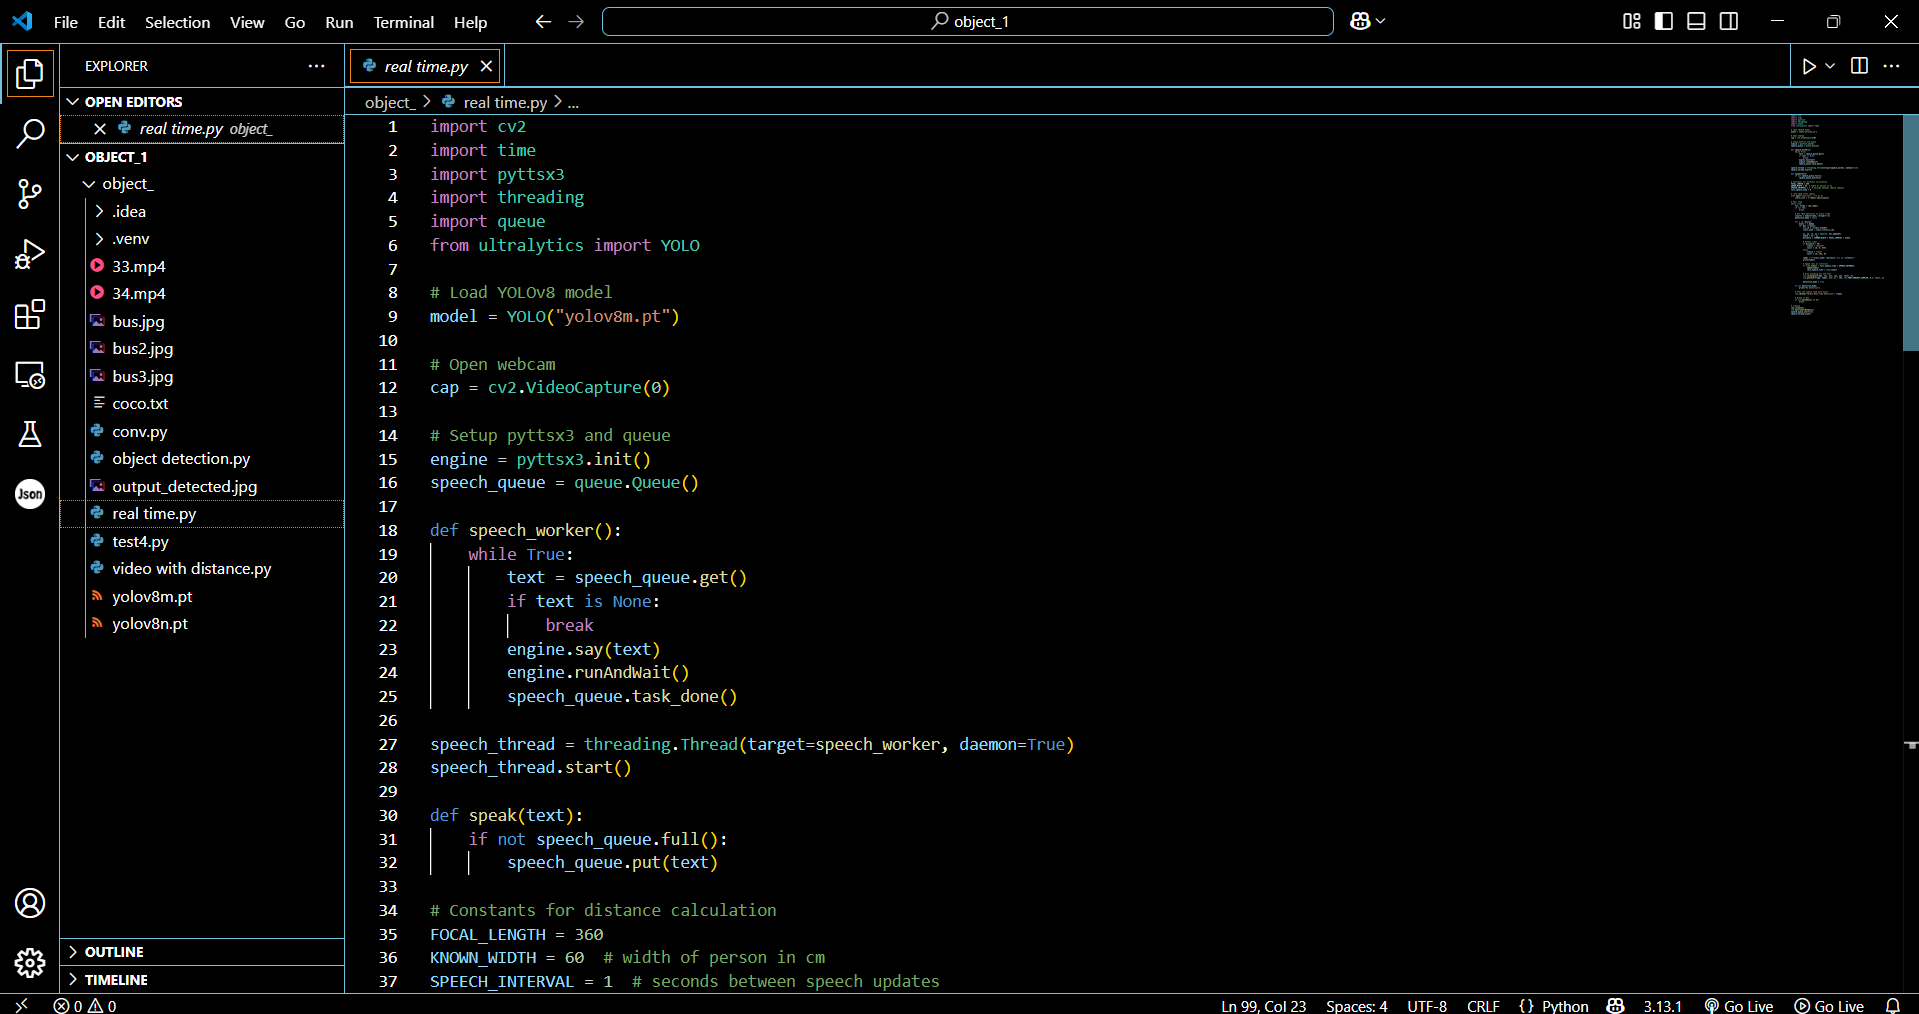 File Edit Selection View Go Run Terminal Help
object_1
EXPLORER
OPEN EDITORS
real time.py object_
OBJECT_1
object_
.idea
.venv
33.mp4
34.mp4
bus.jpg
bus2.jpg
bus3.jpg
coco.txt
conv.py
object detection.py
output_detected.jpg
real time.py
test4.py
video with distance.py
yolov8m.pt
yolov8n.pt
OUTLINE
TIMELINE
Json
real time.py
object_ > real time.py > ...
1 import cv2
2 import time
3 import pyttsx3
4 import threading
5 import queue
6 from ultralytics import YOLO
7
8 # Load YOLOv8 model
9 model = YOLO("yolov8m.pt")
10
11 # Open webcam
12 cap = cv2.VideoCapture(0)
13
14 # Setup pyttsx3 and queue
15 engine = pyttsx3.init()
16 speech_queue = queue.Queue()
17
18 def speech_worker():
19 while True:
20 text = speech_queue.get()
21 if text is None:
22 break
23 engine.say(text)
24 engine.runAndWait()
25 speech_queue.task_done()
26
27 speech_thread = threading.Thread(target=speech_worker, daemon=True)
28 speech_thread.start()
29
30 def speak(text):
31 if not speech_queue.full():
32 speech_queue.put(text)
33
34 # Constants for distance calculation
35 FOCAL_LENGTH = 360
36 KNOWN_WIDTH = 60 # width of person in cm
37 SPEECH_INTERVAL = 1 # seconds between speech updates
0 0
Ln 99, Col 23 Spaces: 4 UTF-8 CRLF {} Python 3.13.1 Go Live Go Live